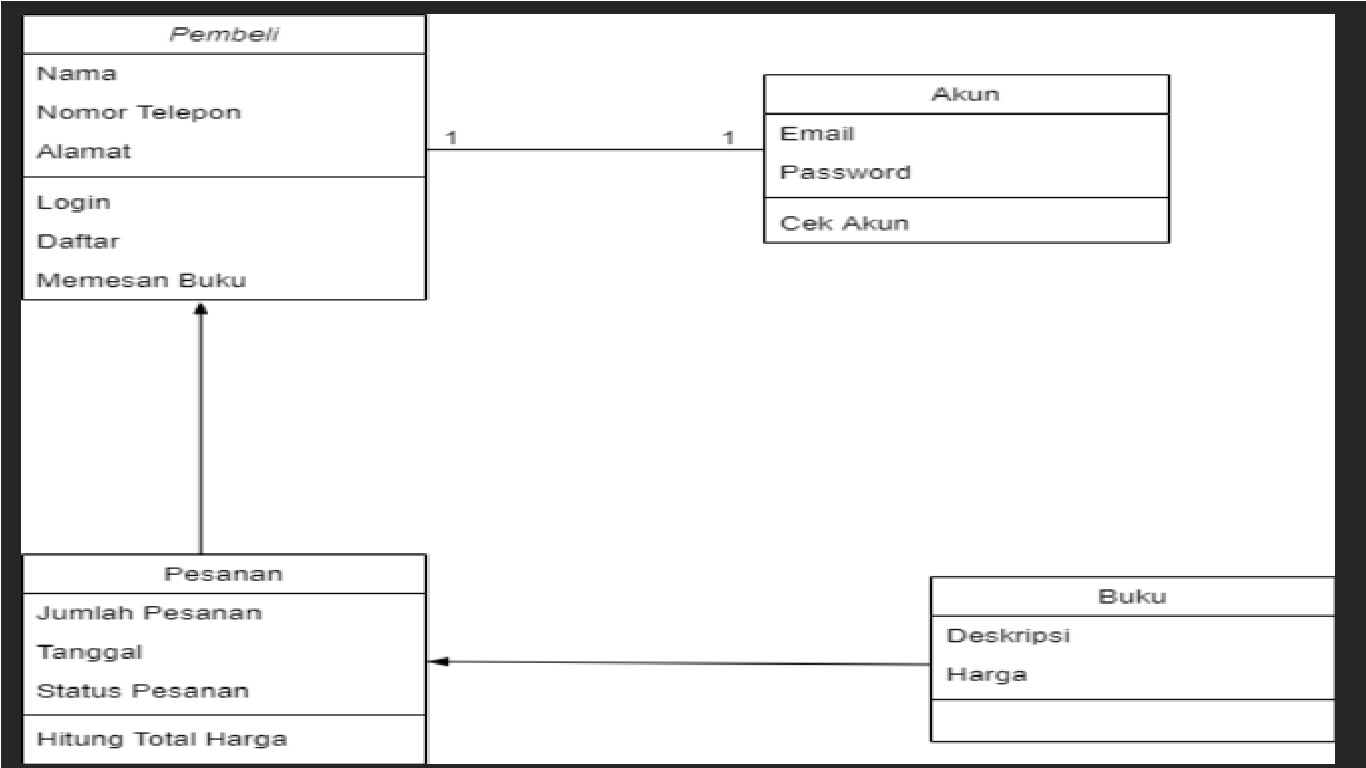 Pembeli
Nama
Nomor Telepon
Alamat
Login
Daftar
Memesan Buku
1
1
Akun
Email
Password
Cek Akun
Pesanan
Jumlah Pesanan
Tanggal
Status Pesanan
Hitung Total Harga
Buku
Deskripsi
Harga